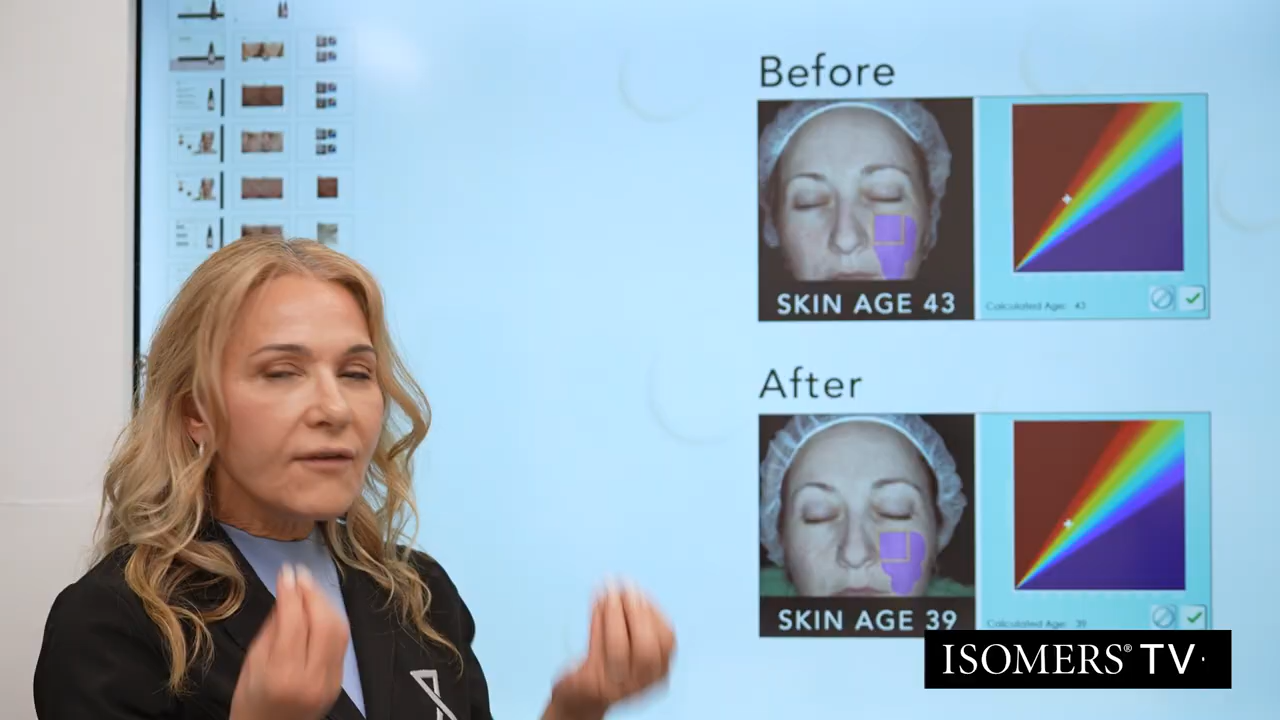 Before
SKIN AGE 43
Calculated Age: 43
After
SKIN AGE 39
Calculated Age: 39
ISOMERS® TV